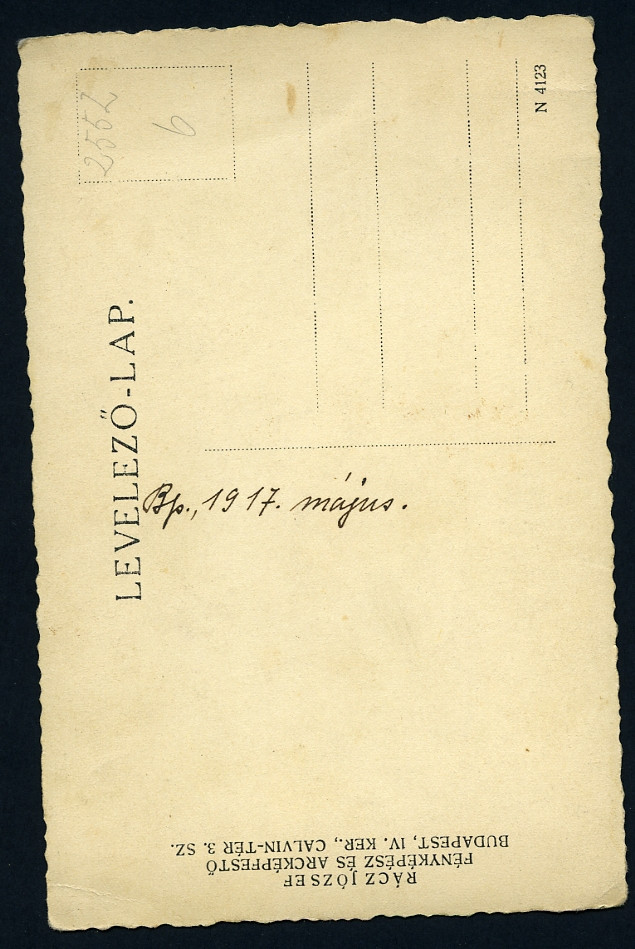 2552
6
N 4123
LEVELEZŐ-LAP.
Bp., 1917. május.
RÁCZ JÓZSEF
FÉNYKÉPÉSZ ÉS ARCKÉPFESTŐ
BUDAPEST, IV. KER., CALVIN-TÉR 3. SZ.